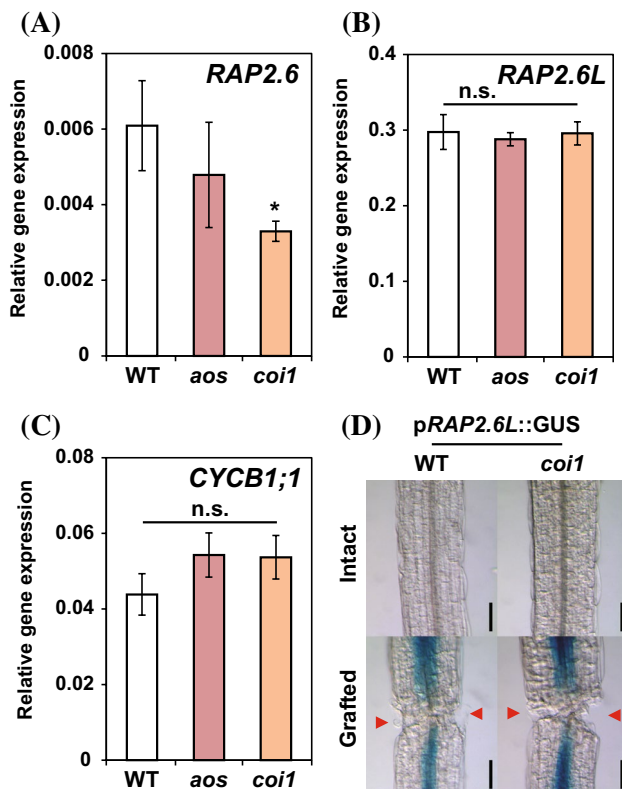 (A)
RAP2.6
Relative gene expression
0.008
0.006
0.004
0.002
0
*
WT aos coi1
(B)
RAP2.6L
n.s.
Relative gene expression
0.4
0.3
0.2
0.1
0
WT aos coi1
(C)
CYCB1;1
n.s.
Relative gene expression
0.08
0.06
0.04
0.02
0
WT aos coi1
(D)
pRAP2.6L::GUS
WT coi1
Intact
Grafted